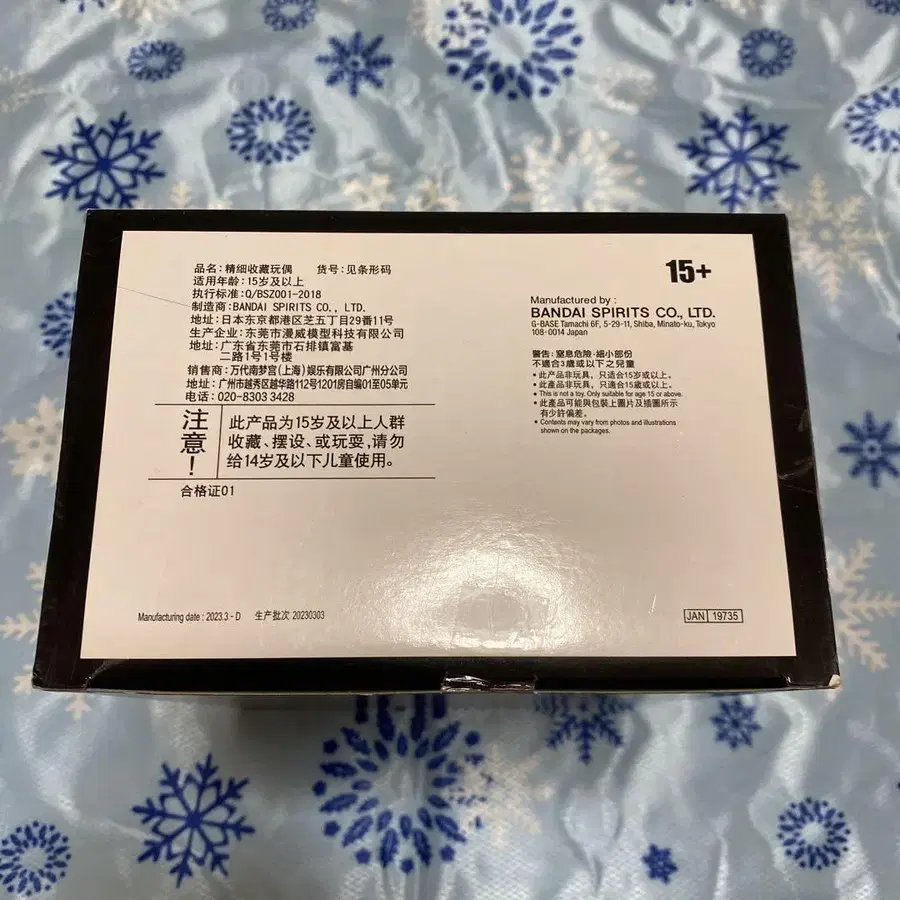 品名：精细收藏玩偶 货号：见条形码
适用年龄：15岁及以上
执行标准：Q/BSZ001-2018
制造商：BANDAI SPIRITS CO., LTD.
地址：日本东京都港区芝五丁目29番11号
生产企业：东莞市漫威模型科技有限公司
地址：广东省东莞市石排镇富基
二路1号1号楼
销售商：万代南梦宫（上海）娱乐有限公司广州分公司
地址：广州市越秀区越华路112号1201房自编01至05单元
电话：020-8303 3428
注意！
此产品为15岁及以上人群
收藏、摆设、或玩耍，请勿
给14岁及以下儿童使用。
合格证01
Manufacturing date : 2023.3 - D 生产批次 20230303
15+
Manufactured by :
BANDAI SPIRITS CO., LTD.
G-BASE Tamachi 6F, 5-29-11, Shiba, Minato-ku, Tokyo
108-0014 Japan
警告：窒息危險·細小部份
不適合3歲或以下之兒童
• 此产品非玩具，只适合15岁或以上。
• 此產品非玩具，只適合15歲或以上。
• This is not a toy. Only suitable for age 15 or above.
• 此產品可能與包裝上圖片及插圖所示
有少許偏差。
• Contents may vary from photos and illustrations
shown on the packages.
JAN 19735